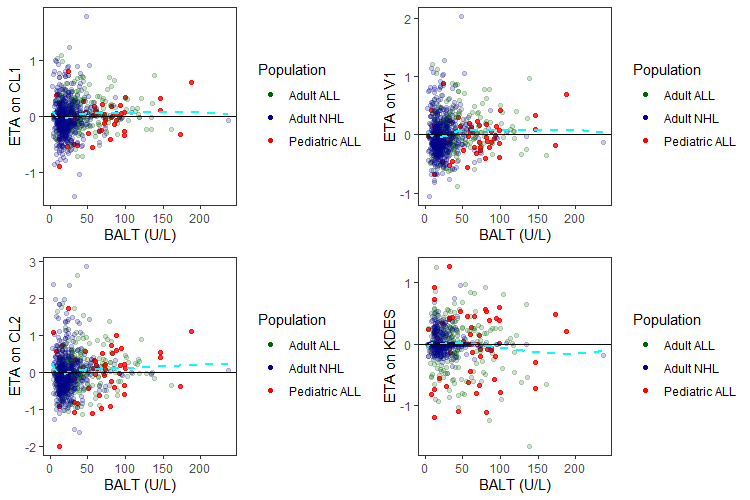 ETA on CL1
1
0
-1
0 50 100 150 200
BALT (U/L)
Population
Adult ALL
Adult NHL
Pediatric ALL
ETA on V1
2
1
0
-1
0 50 100 150 200
BALT (U/L)
Population
Adult ALL
Adult NHL
Pediatric ALL
ETA on CL2
3
2
1
0
-1
-2
0 50 100 150 200
BALT (U/L)
Population
Adult ALL
Adult NHL
Pediatric ALL
ETA on KDES
1
0
-1
0 50 100 150 200
BALT (U/L)
Population
Adult ALL
Adult NHL
Pediatric ALL